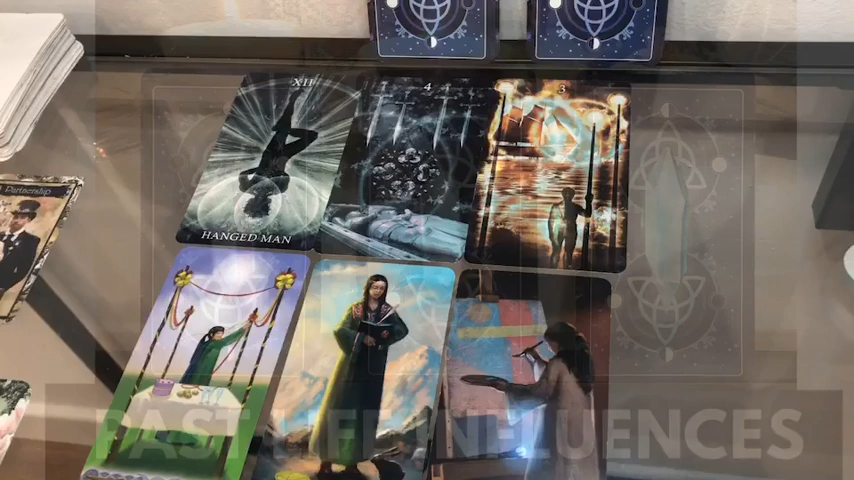 XII
4
3
HANGED MAN
Partnership
PAST LIFE INFLUENCES